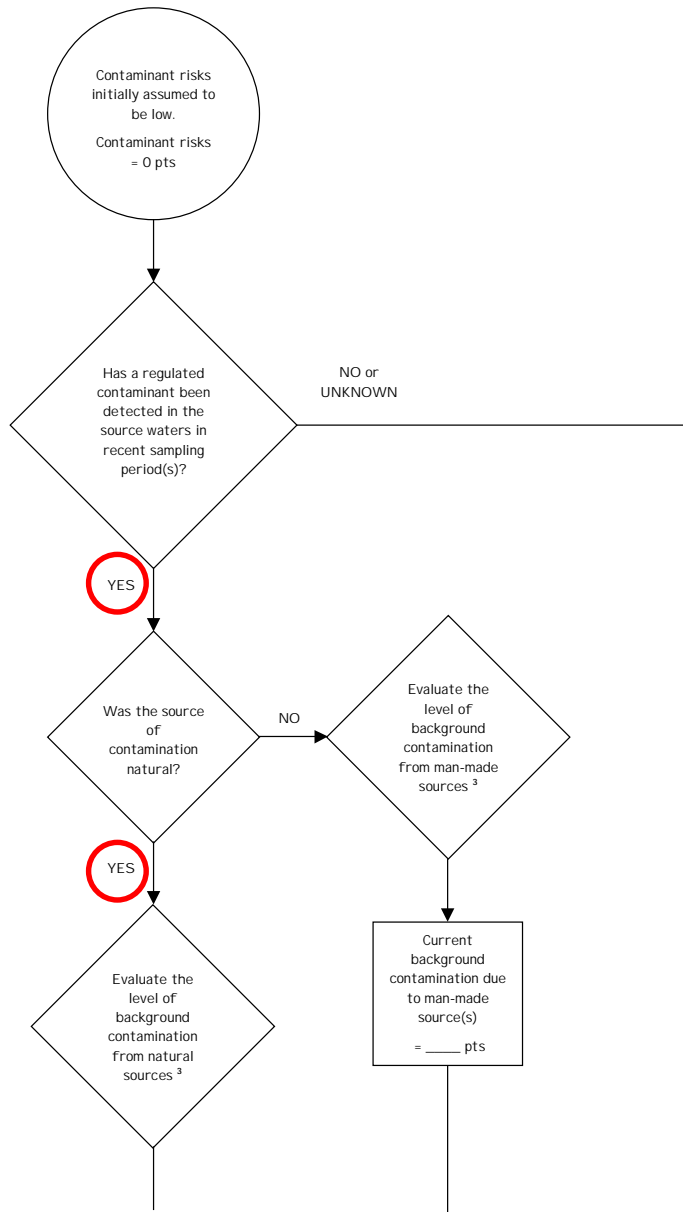 Contaminant risks
initially assumed to
be low.
Contaminant risks
= 0 pts
Has a regulated
contaminant been
detected in the
source waters in
recent sampling
period(s)?
NO or
UNKNOWN
YES
Was the source
of
contamination
natural?
NO
Evaluate the
level of
background
contamination
from man-made
sources ³
YES
Evaluate the
level of
background
contamination
from natural
sources ³
Current
background
contamination due
to man-made
source(s)
= _____ pts